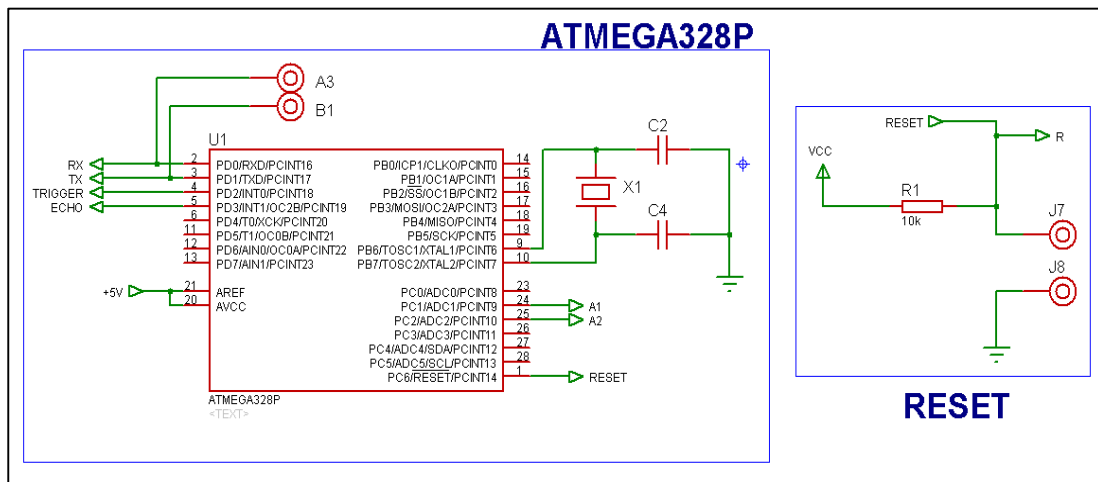 ATMEGA328P
A3
B1
U1
RX
TX
TRIGGER
ECHO
2 PD0/RXD/PCINT16
3 PD1/TXD/PCINT17
4 PD2/INT0/PCINT18
5 PD3/INT1/OC2B/PCINT19
6 PD4/T0/XCK/PCINT20
11 PD5/T1/OC0B/PCINT21
12 PD6/AIN0/OC0A/PCINT22
13 PD7/AIN1/PCINT23
+5V
21 AREF
20 AVCC
PB0/ICP1/CLKO/PCINT0 14
PB1/OC1A/PCINT1 15
PB2/SS/OC1B/PCINT2 16
PB3/MOSI/OC2A/PCINT3 17
PB4/MISO/PCINT4 18
PB5/SCK/PCINT5 19
PB6/TOSC1/XTAL1/PCINT6 9
PB7/TOSC2/XTAL2/PCINT7 10
PC0/ADC0/PCINT8 23
PC1/ADC1/PCINT9 24 A1
PC2/ADC2/PCINT10 25 A2
PC3/ADC3/PCINT11 26
PC4/ADC4/SDA/PCINT12 27
PC5/ADC5/SCL/PCINT13 28
PC6/RESET/PCINT14 1 RESET
ATMEGA328P
<TEXT>
C2
X1
C4
RESET
R
VCC
R1
10k
J7
J8
RESET